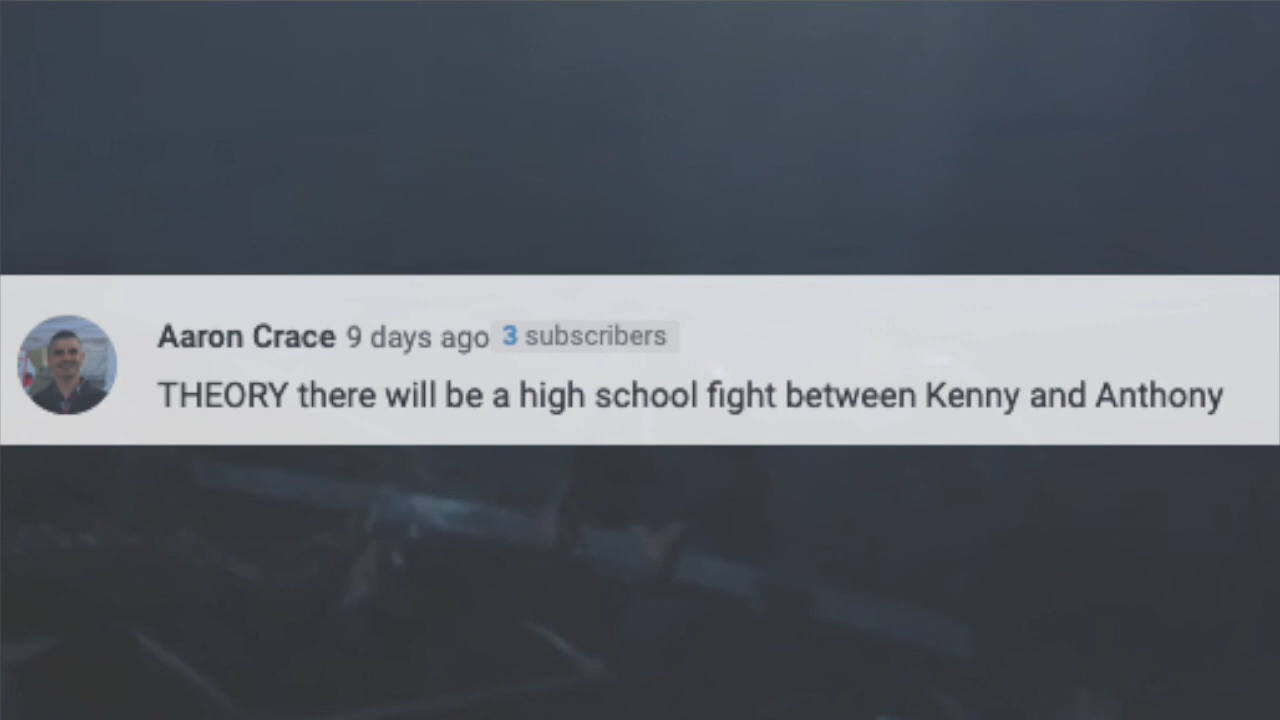 Aaron Crace 9 days ago 3 subscribers
THEORY there will be a high school fight between Kenny and Anthony